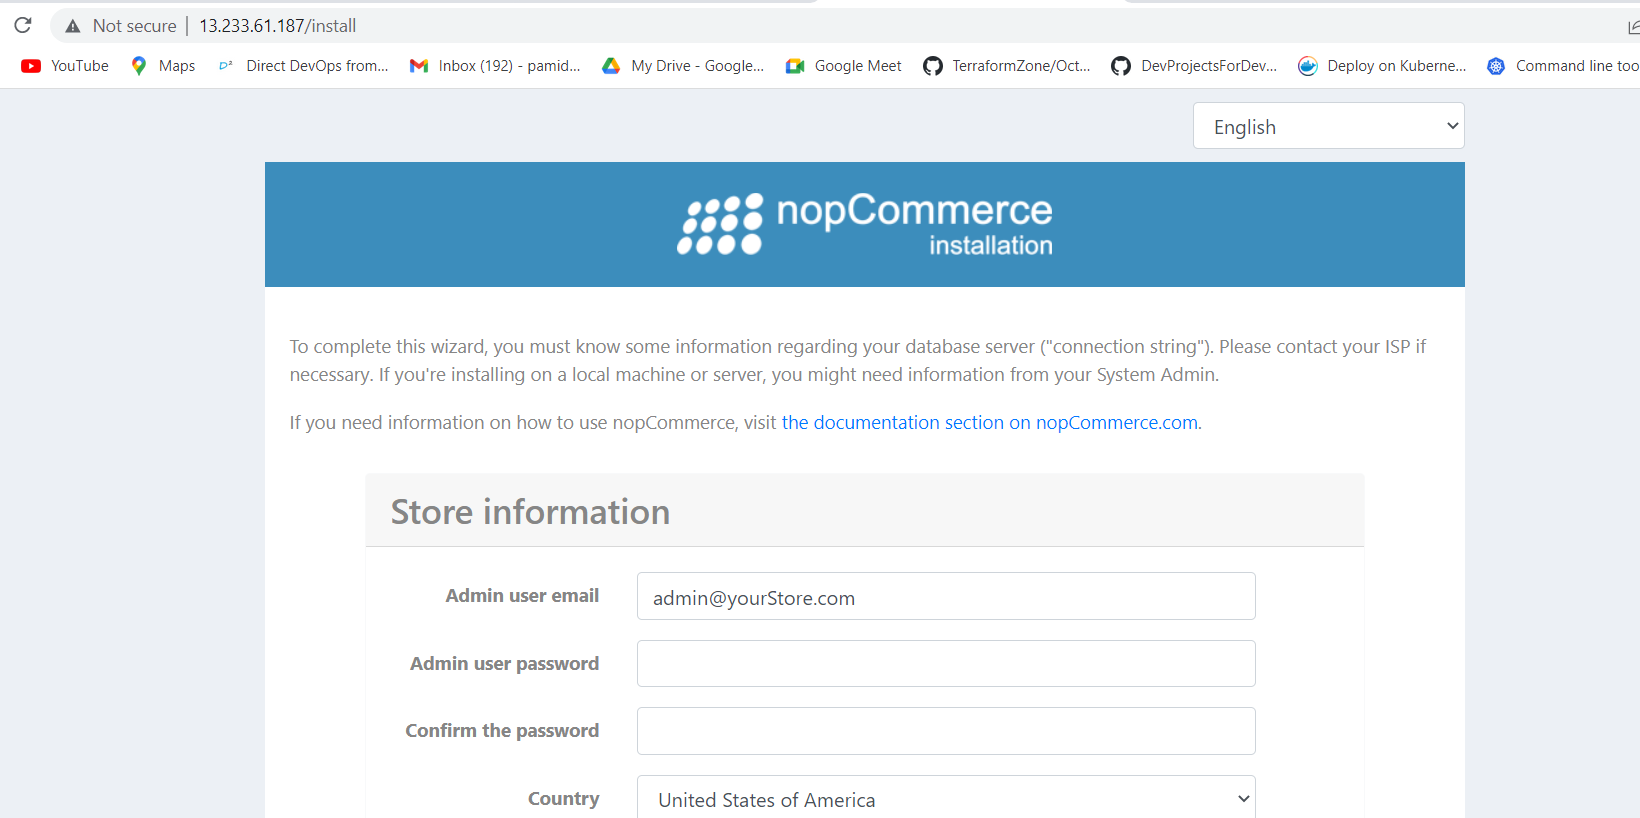 Not secure | 13.233.61.187/install
YouTube Maps D² Direct DevOps from... Inbox (192) - pamid... My Drive - Google... Google Meet TerraformZone/Oct... DevProjectsForDev... Deploy on Kuberne... Command line too
English
nopCommerce
installation
To complete this wizard, you must know some information regarding your database server ("connection string"). Please contact your ISP if
necessary. If you're installing on a local machine or server, you might need information from your System Admin.
If you need information on how to use nopCommerce, visit the documentation section on nopCommerce.com.
Store information
Admin user email admin@yourStore.com
Admin user password
Confirm the password
Country United States of America